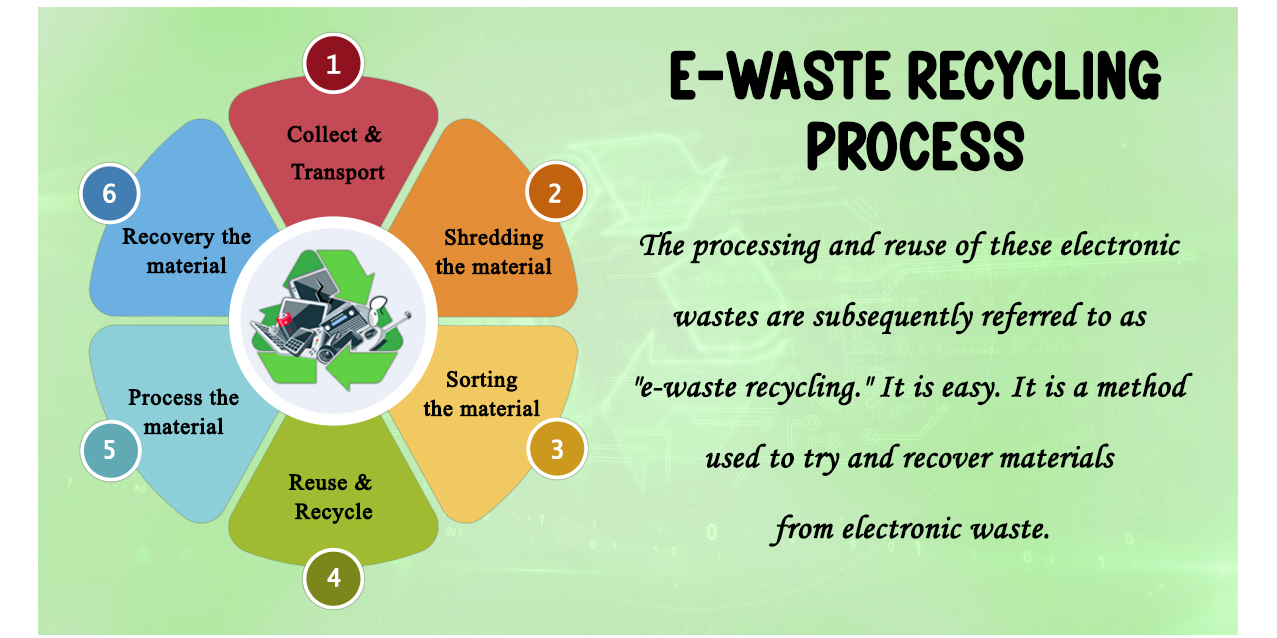 E-WASTE RECYCLING
PROCESS
The processing and reuse of these electronic
wastes are subsequently referred to as
"e-waste recycling." It is easy. It is a method
used to try and recover materials
from electronic waste.
1
Collect &
Transport
2
Shredding
the material
3
Sorting
the material
4
Reuse &
Recycle
5
Process the
material
6
Recovery the
material